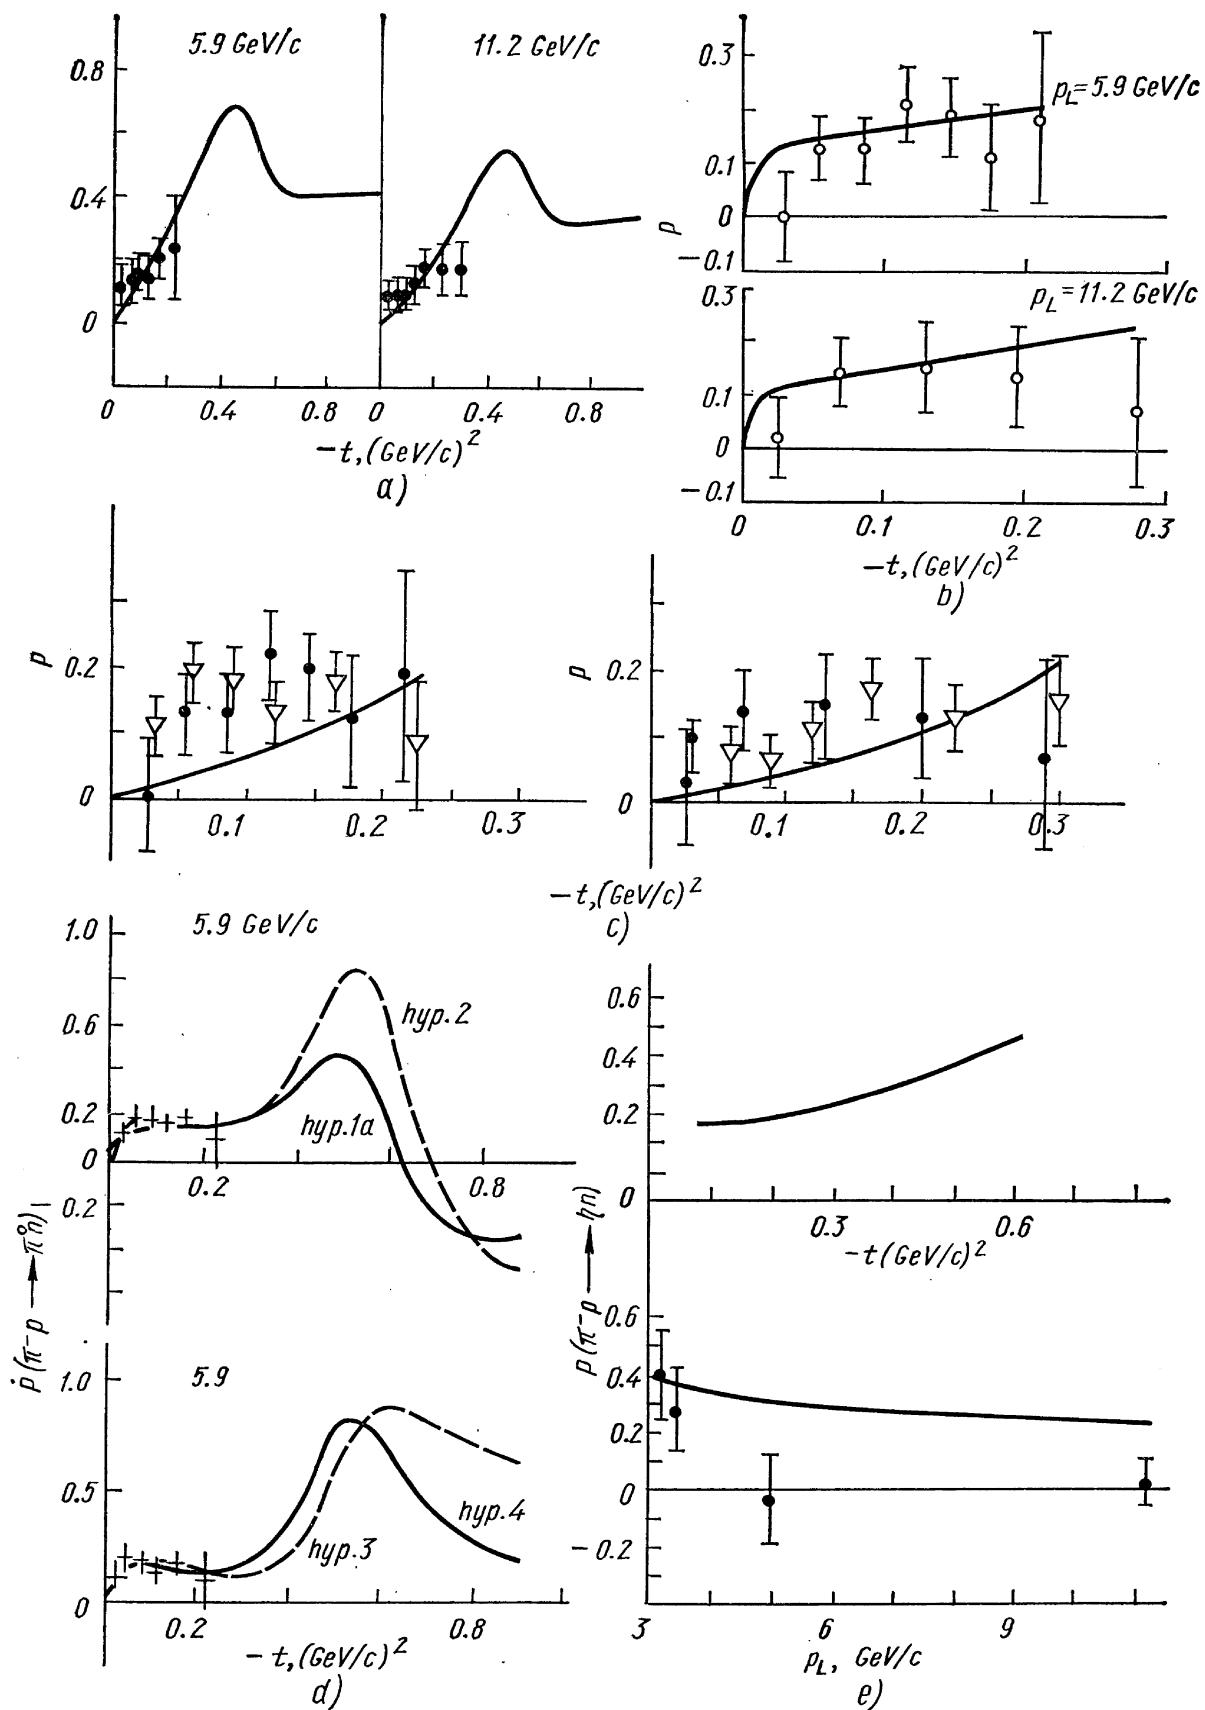 5.9 GeV/c
11.2 GeV/c
0.8
0.4
0
0 0.4 0.8 0 0.4 0.8
−t,(GeV/c)²
a)
0.3
0.1
0
−0.1
p
p_L=5.9 GeV/c
0.3
0.1
0
−0.1
p_L=11.2 GeV/c
0 0.1 0.2 0.3
−t,(GeV/c)²
b)
p
0.2
0
0.1 0.2 0.3
p
0.2
0
0.1 0.2 0.3
−t,(GeV/c)²
c)
5.9 GeV/c
1.0
0.6
0.2
0
0.2
hyp.2
hyp.1a
0.2 0.8
p(π⁻p → π⁰n)
5.9
1.0
0.5
0
hyp.4
hyp.3
0.2 0.8
−t,(GeV/c)²
d)
0.6
0.4
0.2
0
0.3 0.6
−t(GeV/c)²
p(π⁻p → ηn)
0.6
0.4
0.2
0
−0.2
3 6 9
p_L, GeV/c
e)